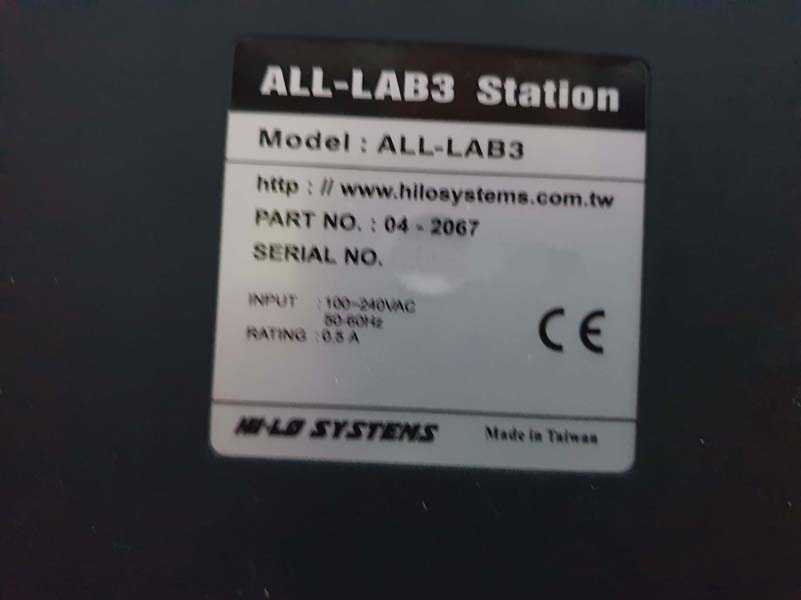 ALL-LAB3 Station
Model : ALL-LAB3
http : // www.hilosystems.com.tw
PART NO. : 04 - 2067
SERIAL NO.
INPUT : 100~240VAC
50-60Hz
RATING : 0.5 A
CE
HI-LO SYSTEMS Made in Taiwan